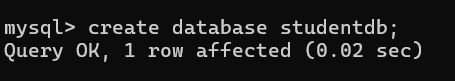 mysql> create database studentdb;
Query OK, 1 row affected (0.02 sec)